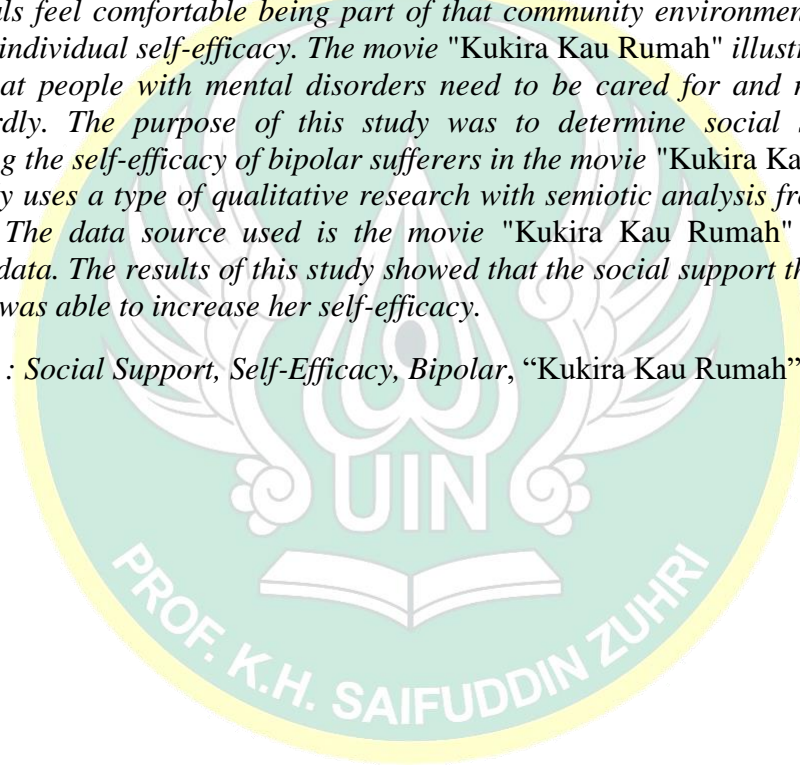 ls feel comfortable being part of that community environmen
individual self-efficacy. The movie "Kukira Kau Rumah" illustr
at people with mental disorders need to be cared for and
rdly. The purpose of this study was to determine social
g the self-efficacy of bipolar sufferers in the movie "Kukira Ka
y uses a type of qualitative research with semiotic analysis
The data source used is the movie "Kukira Kau Rumah"
data. The results of this study showed that the social support
was able to increase her self-efficacy.
: Social Support, Self-Efficacy, Bipolar, “Kukira Kau Rumah”
UIN
PROF. K.H. SAIFUDDIN ZUHRI